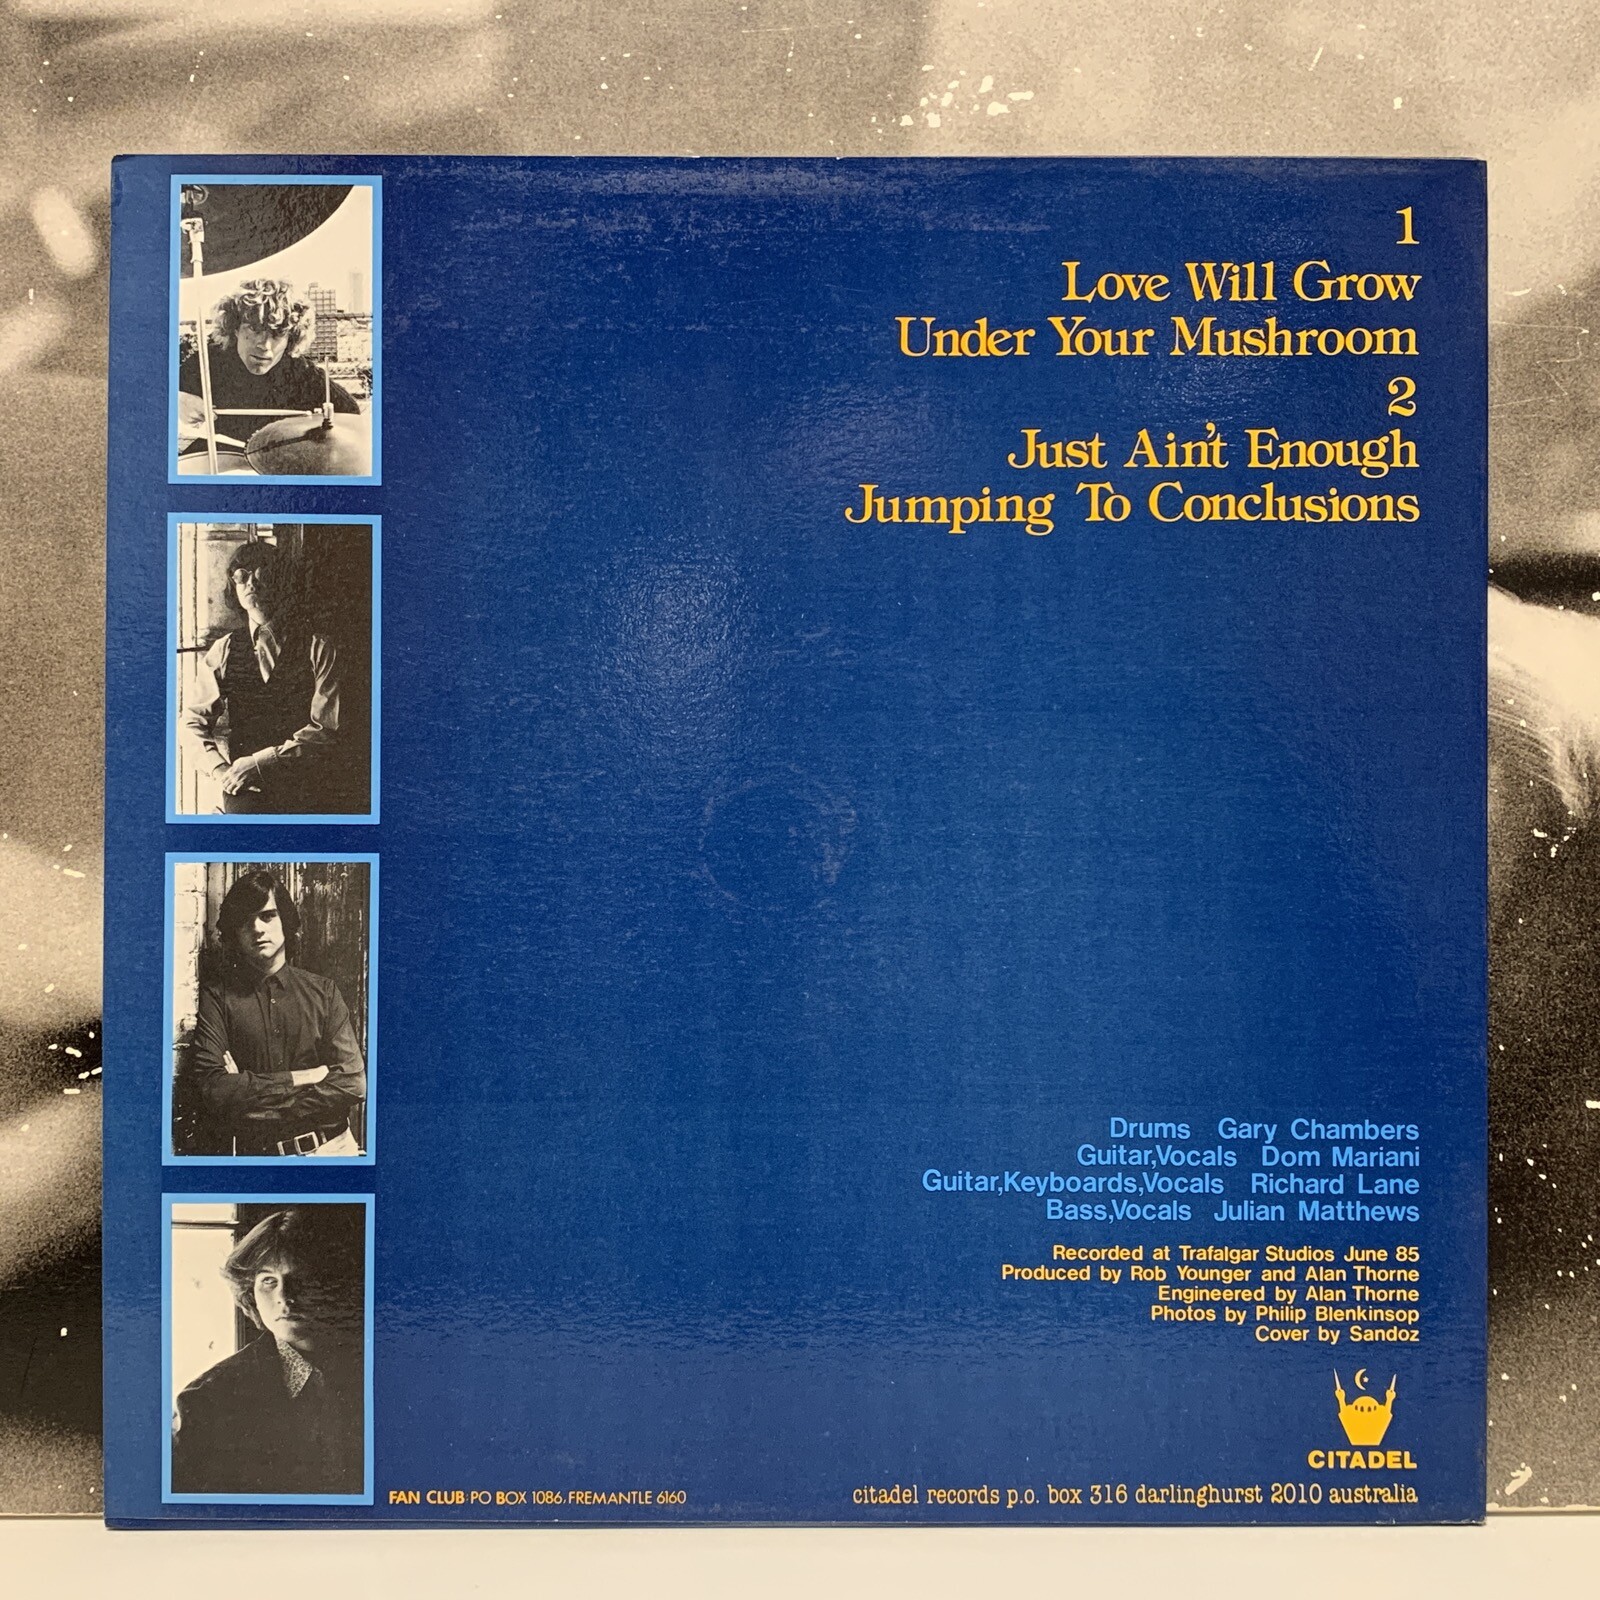 1
Love Will Grow
Under Your Mushroom
2
Just Ain't Enough
Jumping To Conclusions
Drums Gary Chambers
Guitar,Vocals Dom Mariani
Guitar,Keyboards,Vocals Richard Lane
Bass,Vocals Julian Matthews
Recorded at Trafalgar Studios June 85
Produced by Rob Younger and Alan Thorne
Engineered by Alan Thorne
Photos by Philip Blenkinsop
Cover by Sandoz
CITADEL
FAN CLUB: PO BOX 1086, FREMANTLE 6160
citadel records p.o. box 316 darlinghurst 2010 australia